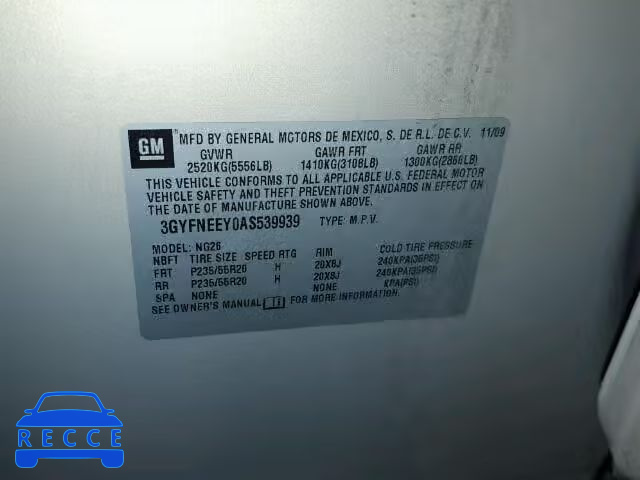 GM
MFD BY GENERAL MOTORS DE MEXICO, S. DE R.L. DE C.V. 11/09
GVWR GAWR FRT GAWR RR
2520KG(5556LB) 1410KG(3108LB) 1300KG(2866LB)
THIS VEHICLE CONFORMS TO ALL APPLICABLE U.S. FEDERAL MOTOR
VEHICLE SAFETY AND THEFT PREVENTION STANDARDS IN EFFECT ON
THE DATE OF MANUFACTURE SHOWN ABOVE.
3GYFNEEY0AS539939 TYPE: M.P.V.
MODEL: NG26
NBFT TIRE SIZE SPEED RTG RIM COLD TIRE PRESSURE
FRT P235/55R20 H 20X8J 240KPA(35PSI)
RR P235/55R20 H 20X8J 240KPA(35PSI)
SPA NONE NONE KPA(PSI)
SEE OWNER'S MANUAL FOR MORE INFORMATION.
NECCE